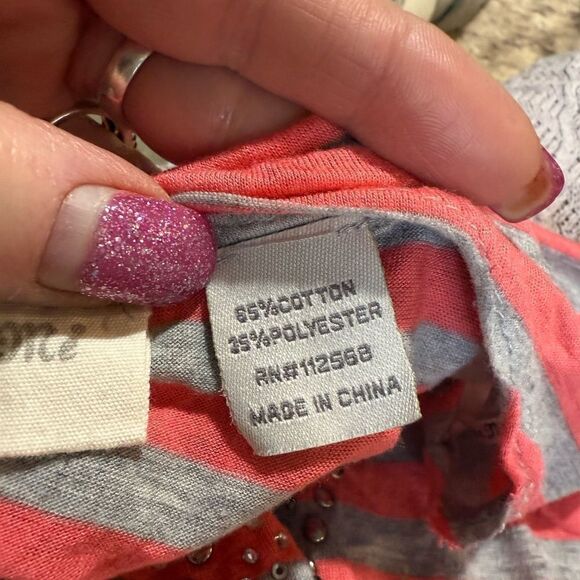 65%COTTON
35%POLYESTER
RN#112568
MADE IN CHINA